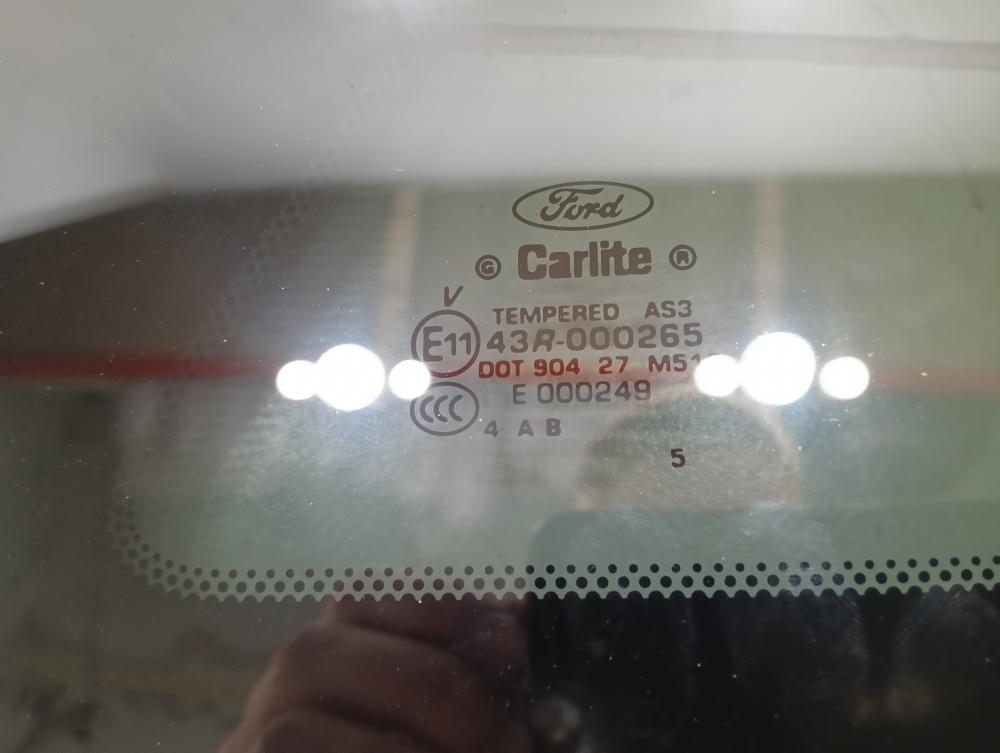 Ford
G Carlite R
V
TEMPERED AS3
E11 43R-000265
DOT 904 27 M51
CCC E 000249
4 A B
5